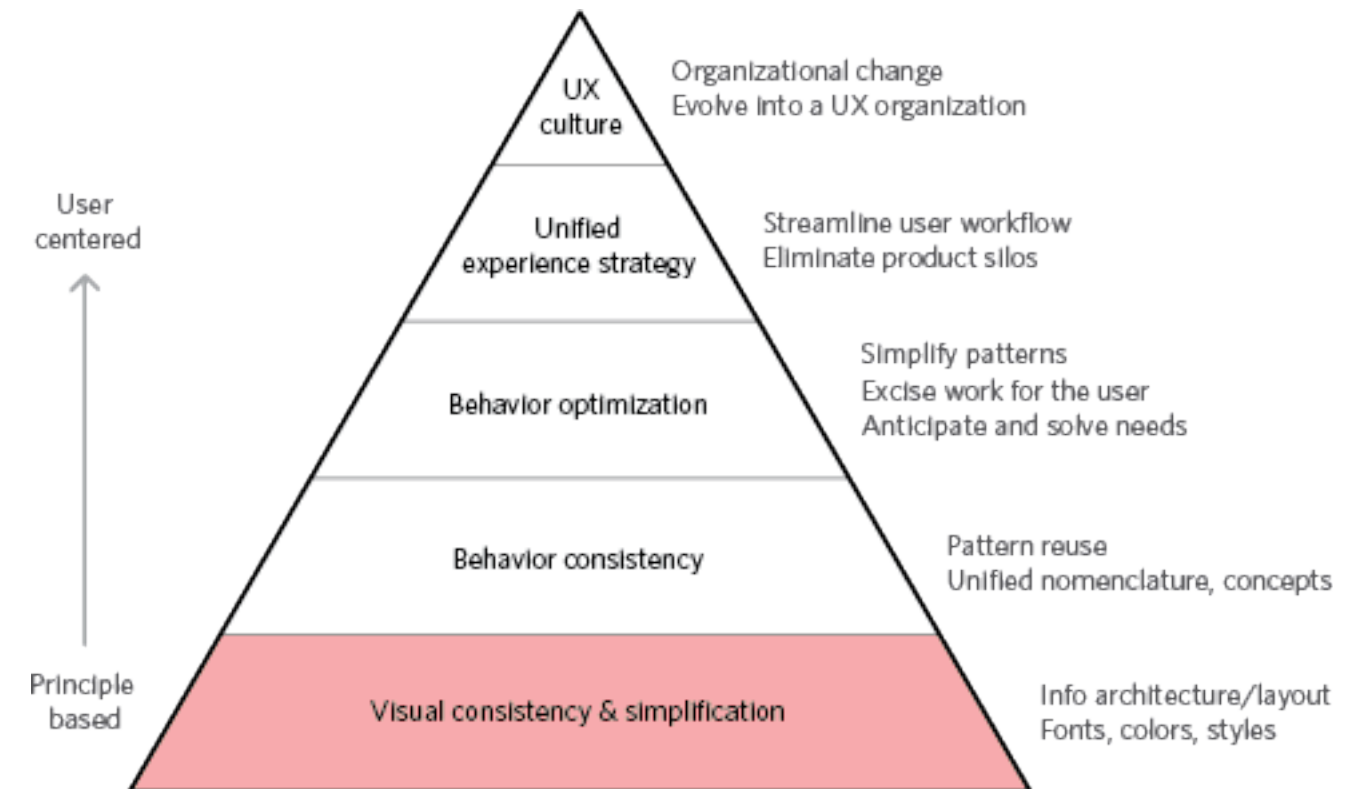 UX
culture
Organizational change
Evolve into a UX organization
User
centered
Unified
experience strategy
Streamline user workflow
Eliminate product silos
Behavior optimization
Simplify patterns
Excise work for the user
Anticipate and solve needs
Behavior consistency
Pattern reuse
Unified nomenclature, concepts
Principle
based
Visual consistency & simplification
Info architecture/layout
Fonts, colors, styles